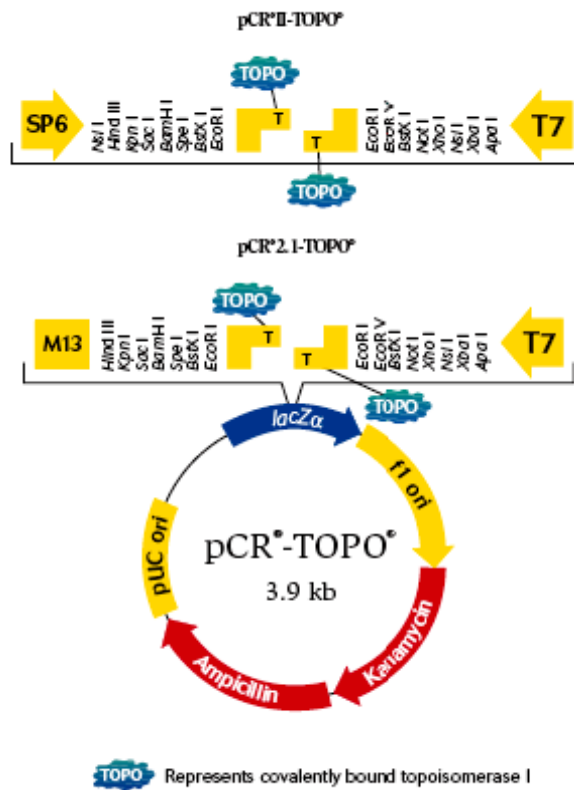 pCR®II-TOPO®
TOPO
SP6 Nsi I Hind III Kpn I Sac I BamH I Spe I BstX I EcoR I T T EcoR I EcoR V BstX I Not I Xho I Nsi I Xba I Apa I T7
TOPO
pCR®2.1-TOPO®
TOPO
M13 Hind III Kpn I Sac I BamH I Spe I BstX I EcoR I T T EcoR I EcoR V BstX I Not I Xho I Nsi I Xba I Apa I T7
TOPO
lacZα
f1 ori
pUC ori
pCR®-TOPO®
3.9 kb
Kanamycin
Ampicillin
TOPO Represents covalently bound topoisomerase I